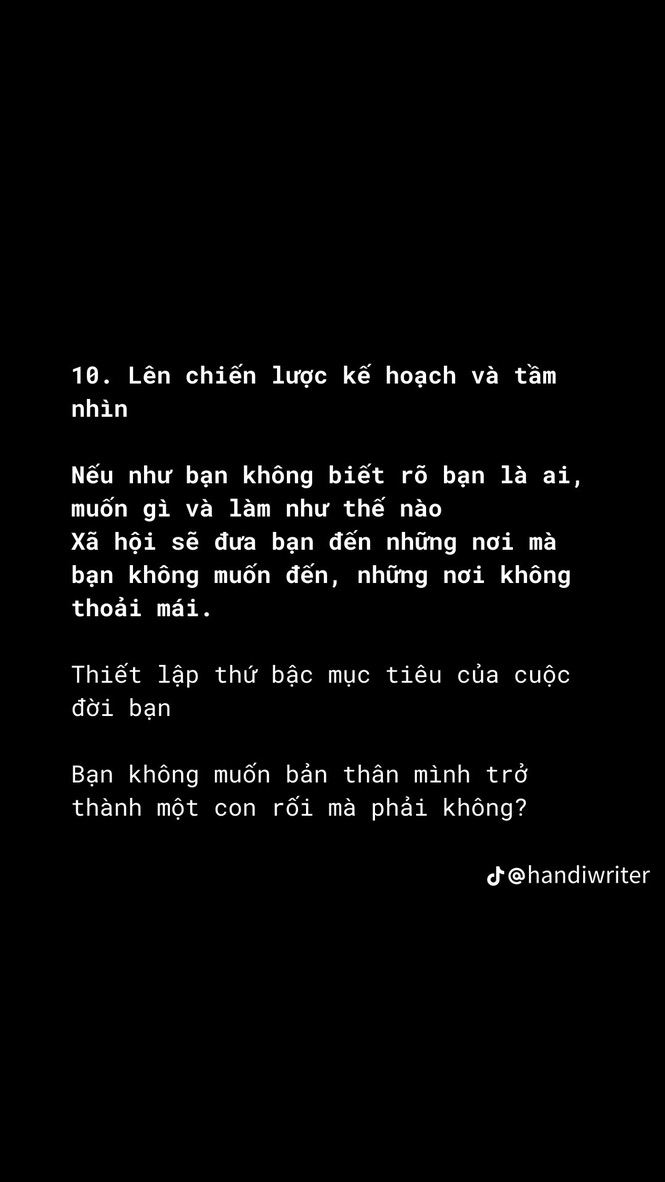 10. Lên chiến lược kế hoạch và tầm
nhìn
Nếu như bạn không biết rõ bạn là ai,
muốn gì và làm như thế nào
Xã hội sẽ đưa bạn đến những nơi mà
bạn không muốn đến, những nơi không
thoải mái.
Thiết lập thứ bậc mục tiêu của cuộc
đời bạn
Bạn không muốn bản thân mình trở
thành một con rối mà phải không?
@handiwriter